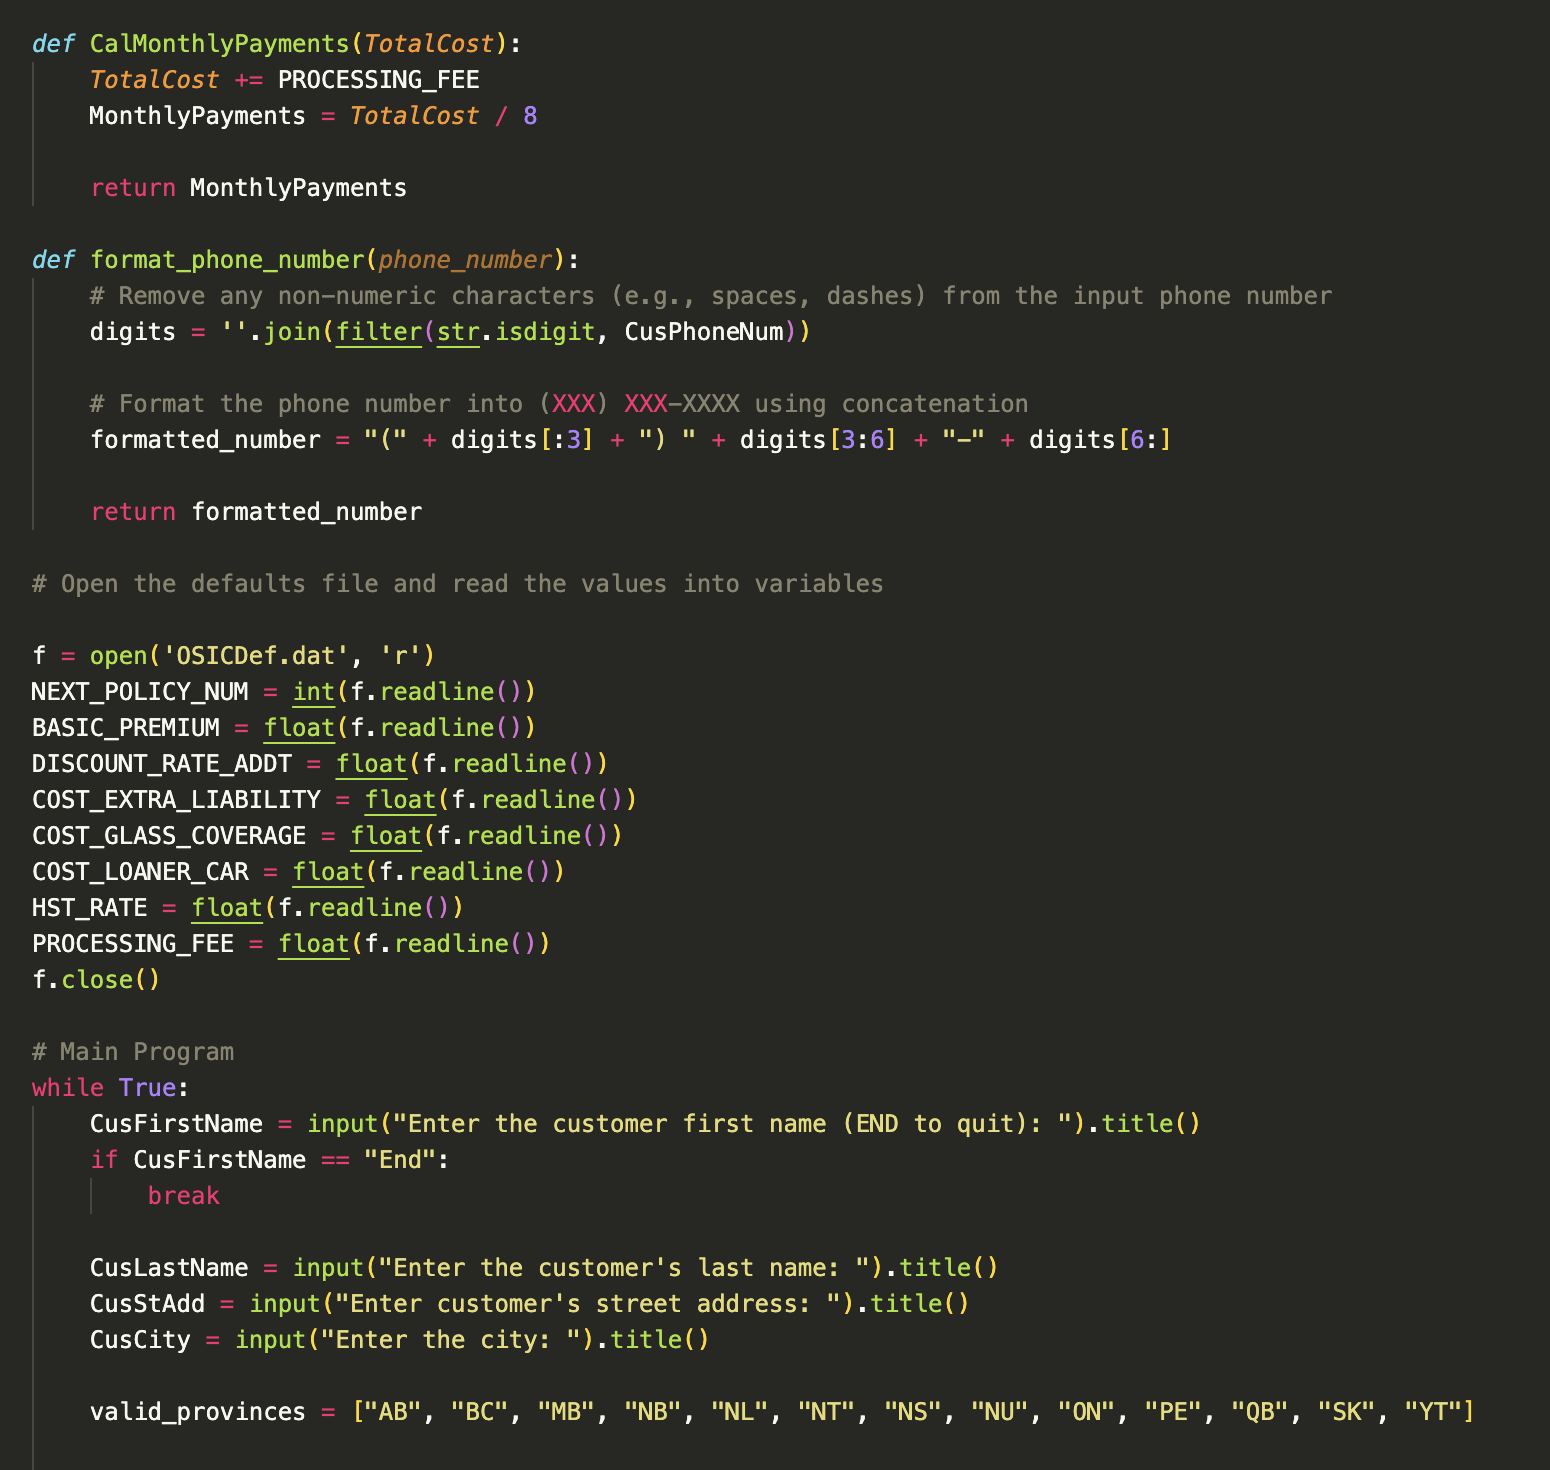 def CalMonthlyPayments(TotalCost):
    TotalCost += PROCESSING_FEE
    MonthlyPayments = TotalCost / 8

    return MonthlyPayments

def format_phone_number(phone_number):
    # Remove any non-numeric characters (e.g., spaces, dashes) from the input phone number
    digits = ''.join(filter(str.isdigit, CusPhoneNum))

    # Format the phone number into (XXX) XXX-XXXX using concatenation
    formatted_number = "(" + digits[:3] + ") " + digits[3:6] + "-" + digits[6:]

    return formatted_number

# Open the defaults file and read the values into variables

f = open('OSICDef.dat', 'r')
NEXT_POLICY_NUM = int(f.readline())
BASIC_PREMIUM = float(f.readline())
DISCOUNT_RATE_ADDT = float(f.readline())
COST_EXTRA_LIABILITY = float(f.readline())
COST_GLASS_COVERAGE = float(f.readline())
COST_LOANER_CAR = float(f.readline())
HST_RATE = float(f.readline())
PROCESSING_FEE = float(f.readline())
f.close()

# Main Program
while True:
    CusFirstName = input("Enter the customer first name (END to quit): ").title()
    if CusFirstName == "End":
        break

    CusLastName = input("Enter the customer's last name: ").title()
    CusStAdd = input("Enter customer's street address: ").title()
    CusCity = input("Enter the city: ").title()

    valid_provinces = ["AB", "BC", "MB", "NB", "NL", "NT", "NS", "NU", "ON", "PE", "QB", "SK", "YT"]